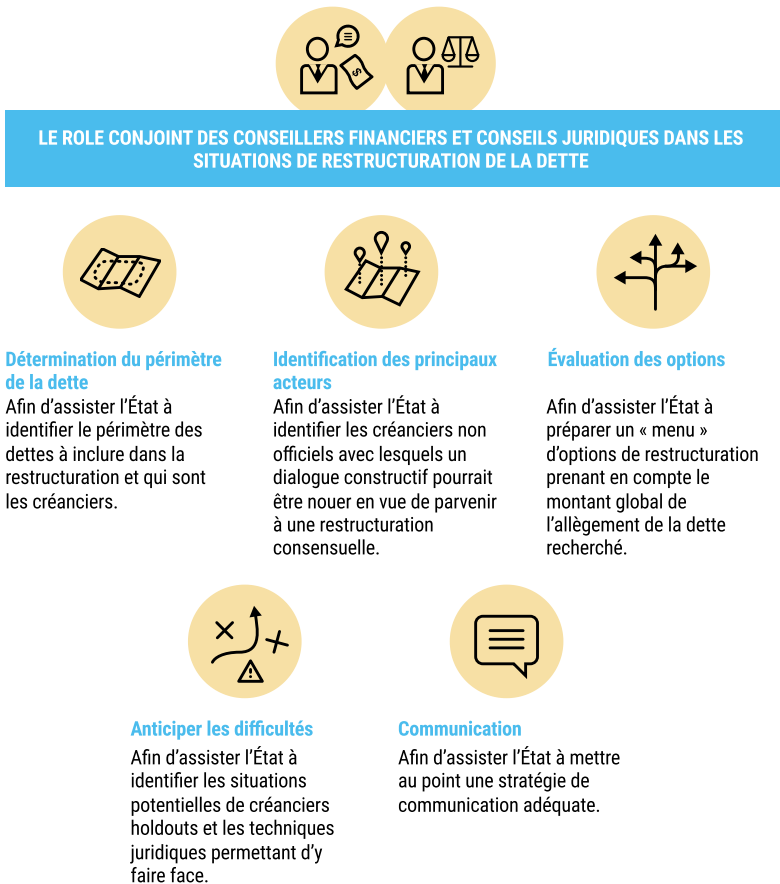 LE ROLE CONJOINT DES CONSEILLERS FINANCIERS ET CONSEILS JURIDIQUES DANS LES
SITUATIONS DE RESTRUCTURATION DE LA DETTE
Détermination du périmètre
de la dette
Afin d’assister l’État à
identifier le périmètre des
dettes à inclure dans la
restructuration et qui sont
les créanciers.
Identification des principaux
acteurs
Afin d’assister l’État à
identifier les créanciers non
officiels avec lesquels un
dialogue constructif pourrait
être nouer en vue de parvenir
à une restructuration
consensuelle.
Évaluation des options
Afin d’assister l’État à
préparer un « menu »
d’options de restructuration
prenant en compte le
montant global de
l’allègement de la dette
recherché.
Anticiper les difficultés
Afin d’assister l’État à
identifier les situations
potentielles de créanciers
holdouts et les techniques
juridiques permettant d’y
faire face.
Communication
Afin d’assister l’État à mettre
au point une stratégie de
communication adéquate.